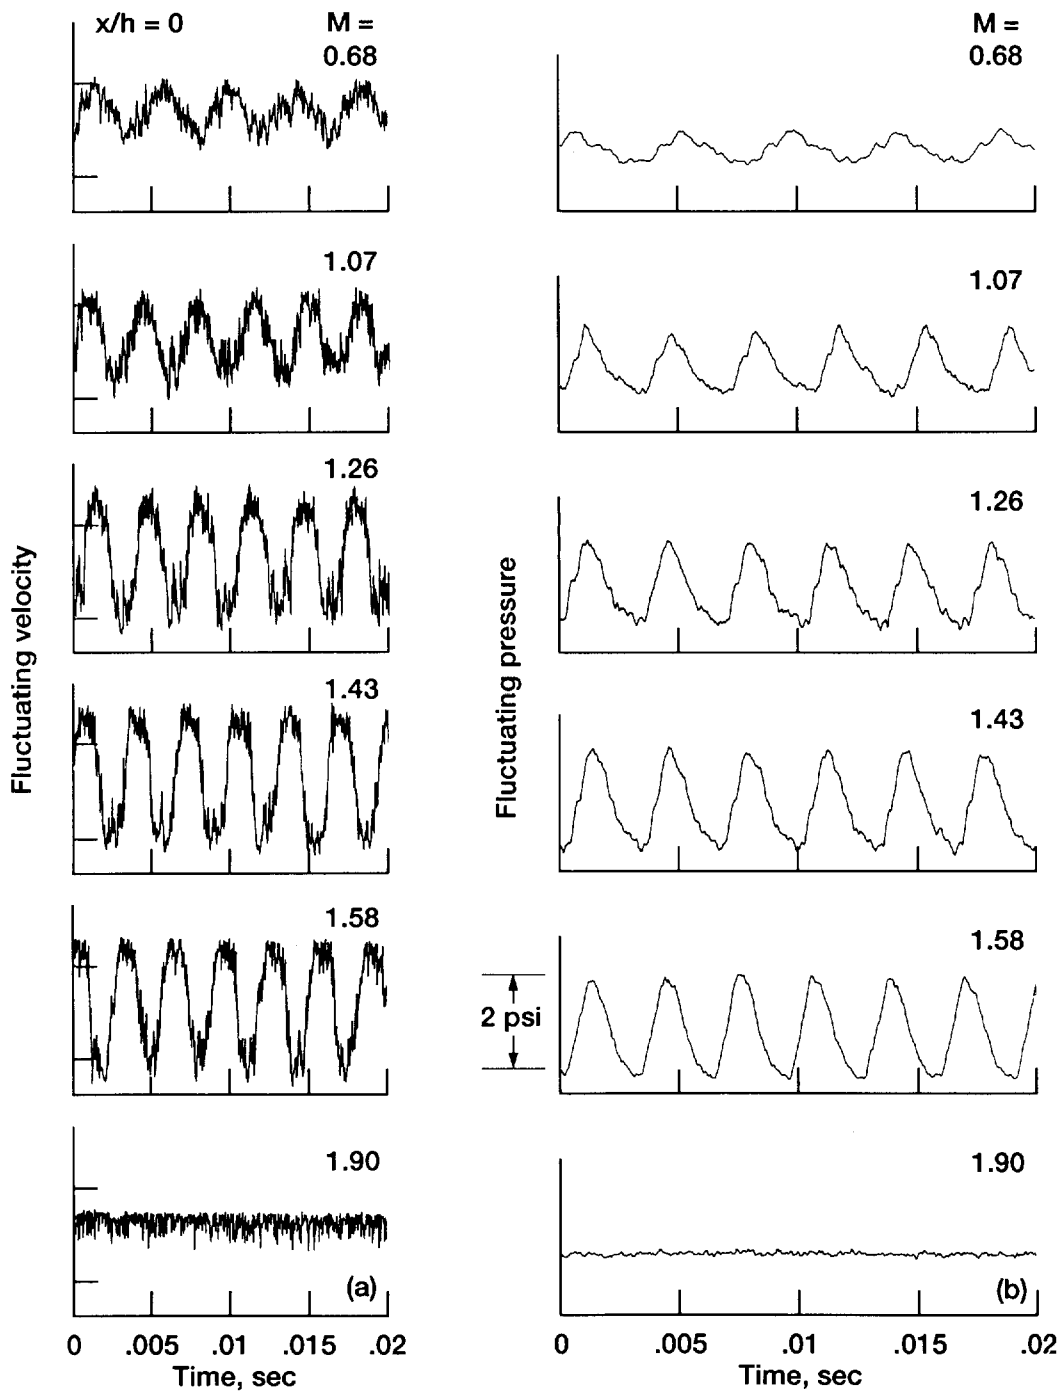 x/h = 0
M =
0.68
1.07
1.26
1.43
1.58
1.90
(a)
Fluctuating velocity
0 .005 .01 .015 .02
Time, sec
M =
0.68
1.07
1.26
1.43
1.58
2 psi
1.90
(b)
Fluctuating pressure
0 .005 .01 .015 .02
Time, sec